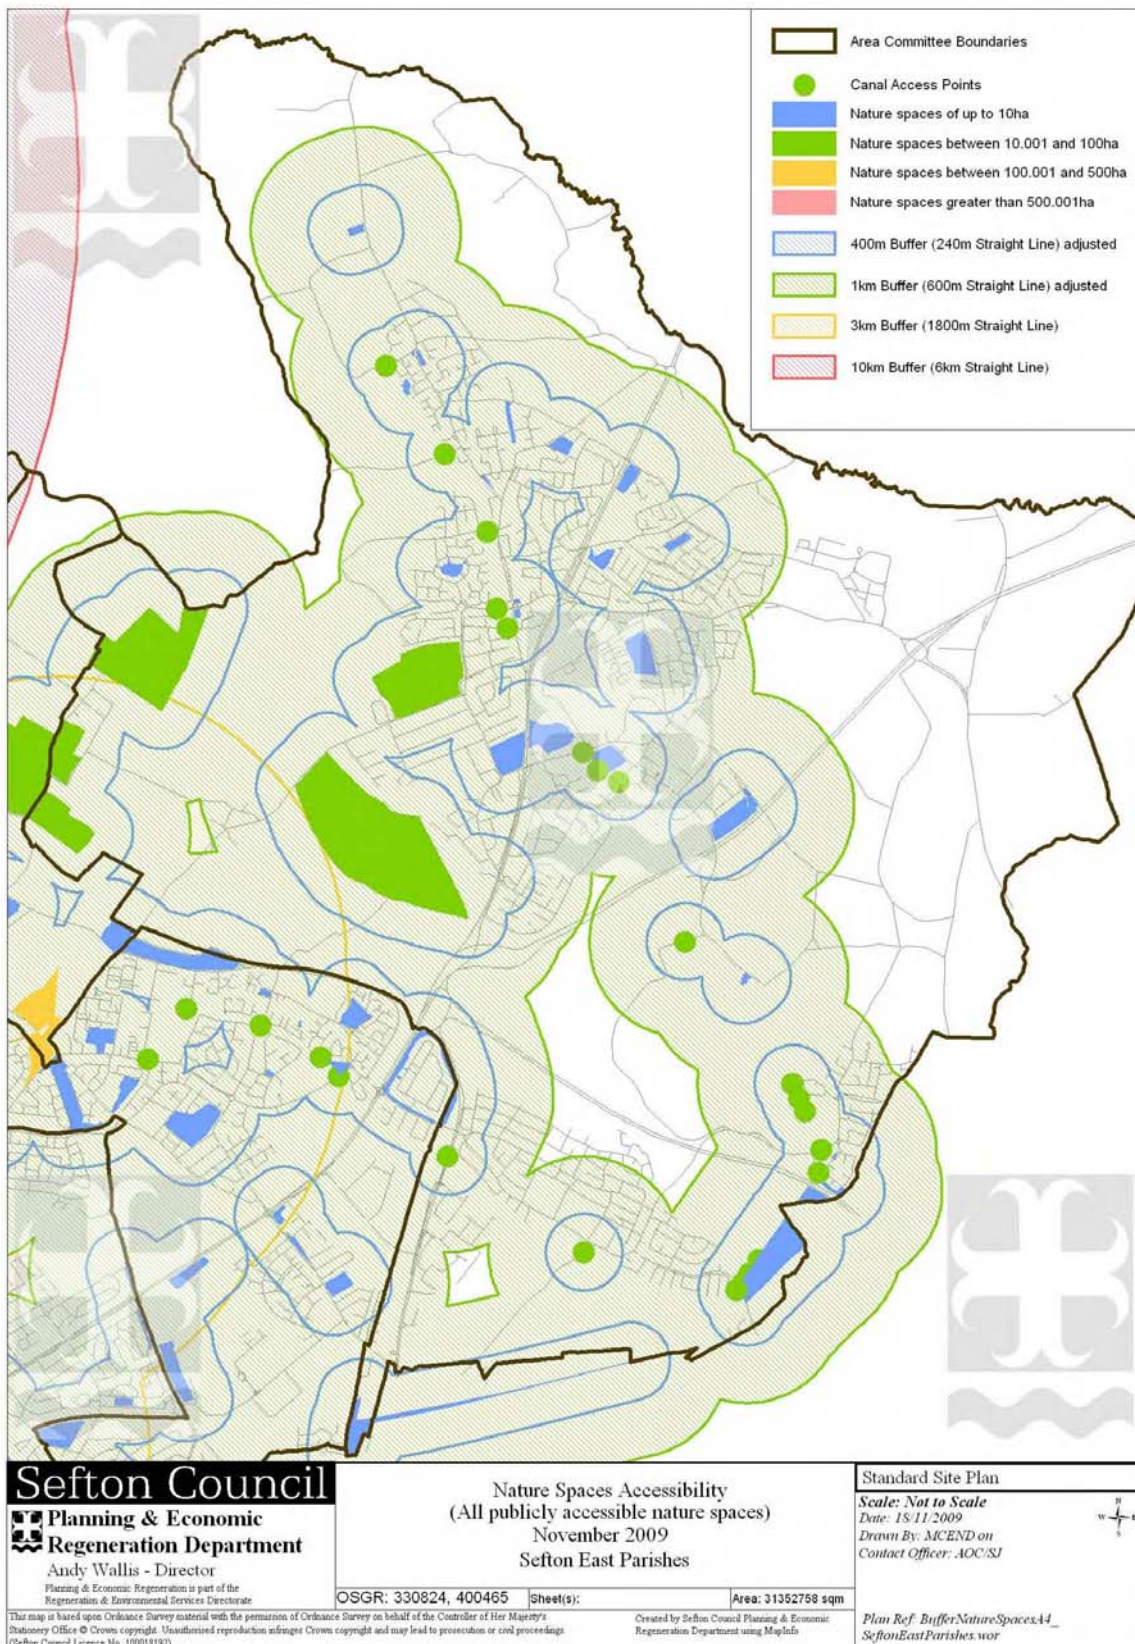 Area Committee Boundaries
Canal Access Points
Nature spaces of up to 10ha
Nature spaces between 10.001 and 100ha
Nature spaces between 100.001 and 500ha
Nature spaces greater than 500.001ha
400m Buffer (240m Straight Line) adjusted
1km Buffer (600m Straight Line) adjusted
3km Buffer (1800m Straight Line)
10km Buffer (6km Straight Line)
Sefton Council
Planning & Economic
Regeneration Department
Andy Wallis - Director
Planning & Economic Regeneration is part of the
Regeneration & Environmental Services Directorate
Nature Spaces Accessibility
(All publicly accessible nature spaces)
November 2009
Sefton East Parishes
OSGR: 330824, 400465
Sheet(s):
Area: 31352758 sqm
Standard Site Plan
Scale: Not to Scale
Date: 18/11/2009
Drawn By: MCEND on
Contact Officer: AOC/SJ
N
W
E
S
Plan Ref: BufferNatureSpacesA4_
SeftonEastParishes.wor
This map is based upon Ordnance Survey material with the permission of Ordnance Survey on behalf of the Controller of Her Majesty's
Stationery Office © Crown copyright. Unauthorised reproduction infringes Crown copyright and may lead to prosecution or civil proceedings
(Sefton Council Licence No. 100018192)
Created by Sefton Council Planning & Economic
Regeneration Department using MapInfo